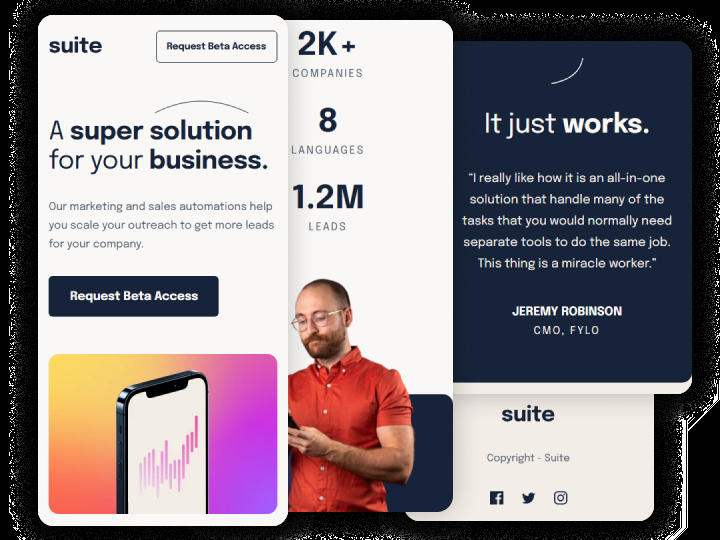 suite
Request Beta Access
A super solution
for your business.
Our marketing and sales automations help
you scale your outreach to get more leads
for your company.
Request Beta Access
2K+
COMPANIES
8
LANGUAGES
1.2M
LEADS
It just works.
“I really like how it is an all-in-one
solution that handle many of the
tasks that you would normally need
separate tools to do the same job.
This thing is a miracle worker.”
JEREMY ROBINSON
CMO, FYLO
suite
Copyright - Suite